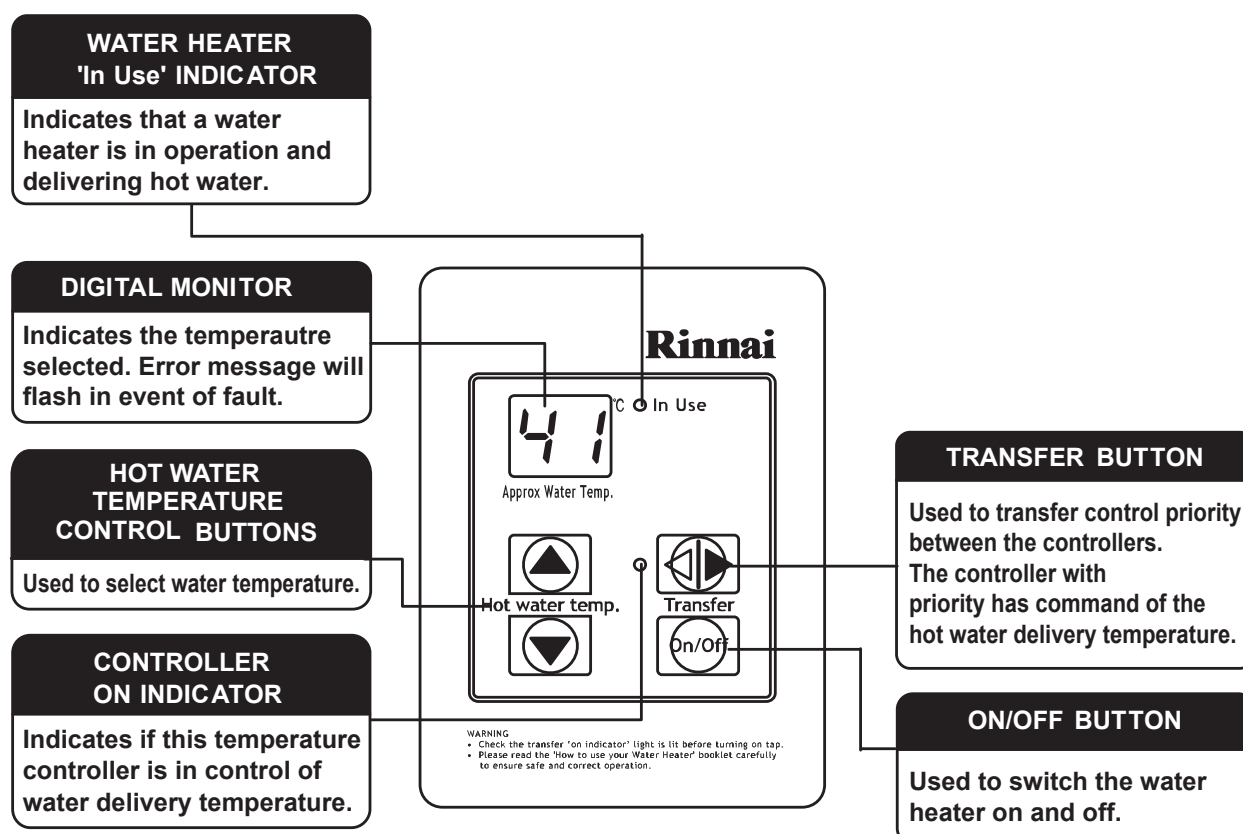 WATER HEATER
'In Use' INDICATOR
Indicates that a water
heater is in operation and
delivering hot water.
DIGITAL MONITOR
Indicates the temperautre
selected. Error message will
flash in event of fault.
HOT WATER
TEMPERATURE
CONTROL BUTTONS
Used to select water temperature.
CONTROLLER
ON INDICATOR
Indicates if this temperature
controller is in control of
water delivery temperature.
Rinnai
41 °C In Use
Approx Water Temp.
Hot water temp.
Transfer
On/Off
WARNING
• Check the transfer 'on indicator' light is lit before turning on tap.
• Please read the 'How to use your Water Heater' booklet carefully
to ensure safe and correct operation.
TRANSFER BUTTON
Used to transfer control priority
between the controllers.
The controller with
priority has command of the
hot water delivery temperature.
ON/OFF BUTTON
Used to switch the water
heater on and off.